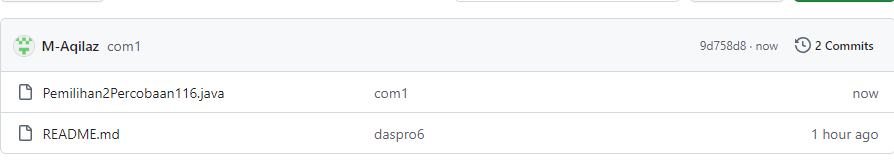 M-Aqilaz com1 9d758d8 · now 2 Commits
Pemilihan2Percobaan116.java com1 now
README.md daspro6 1 hour ago